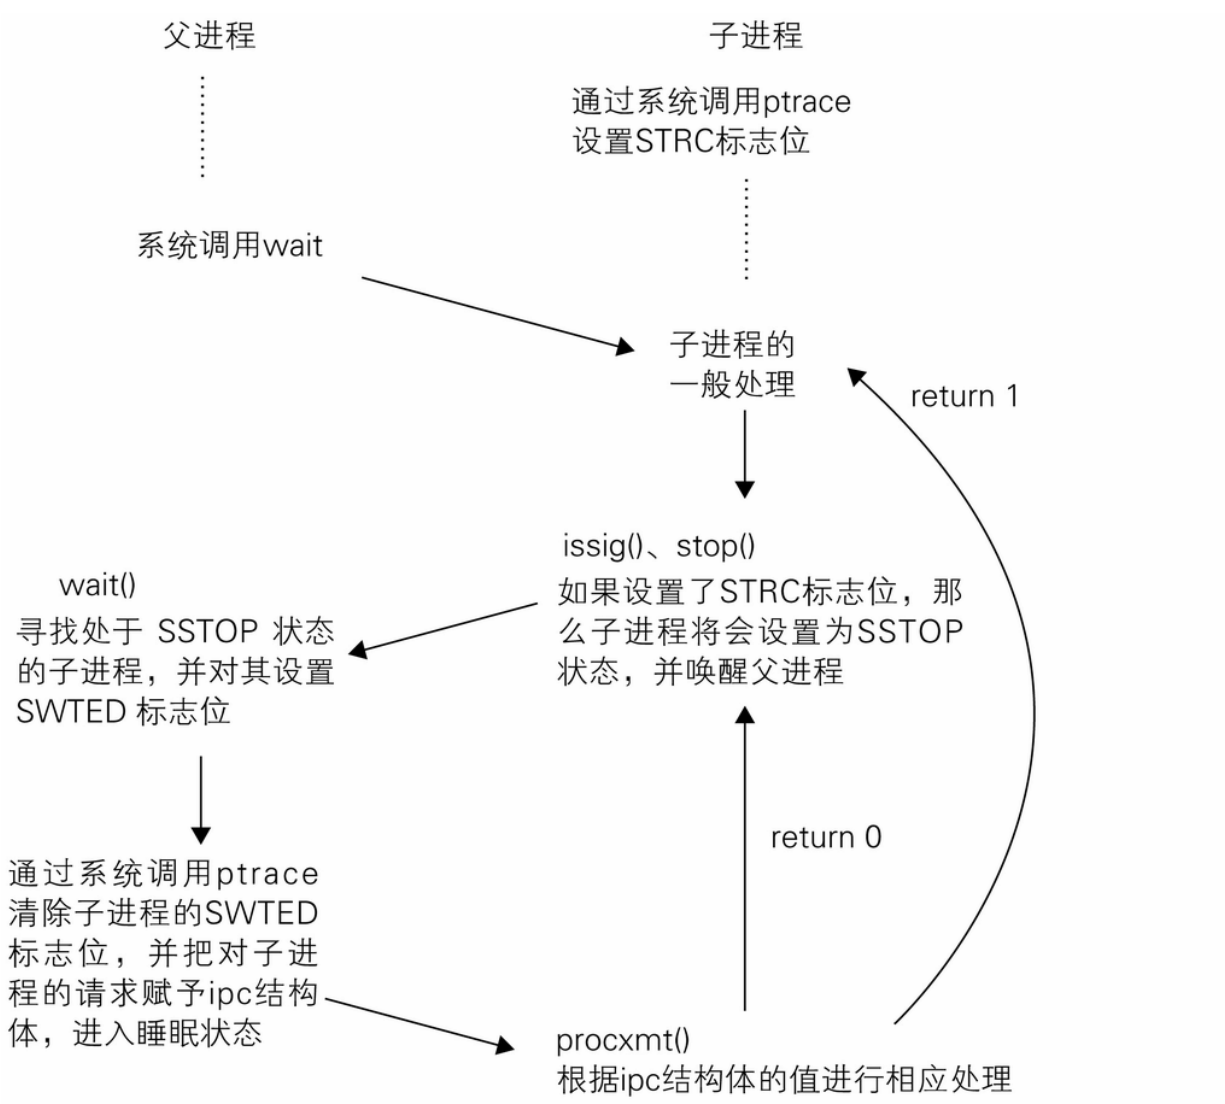 父进程
子进程
通过系统调用ptrace
设置STRC标志位
系统调用wait
子进程的
一般处理
return 1
issig()、stop()
如果设置了STRC标志位，那
么子进程将会设置为SSTOP
状态，并唤醒父进程
wait()
寻找处于 SSTOP 状态
的子进程，并对其设置
SWTED 标志位
return 0
通过系统调用ptrace
清除子进程的SWTED
标志位，并把对子进
程的请求赋予ipc结构
体，进入睡眠状态
procxmt()
根据ipc结构体的值进行相应处理